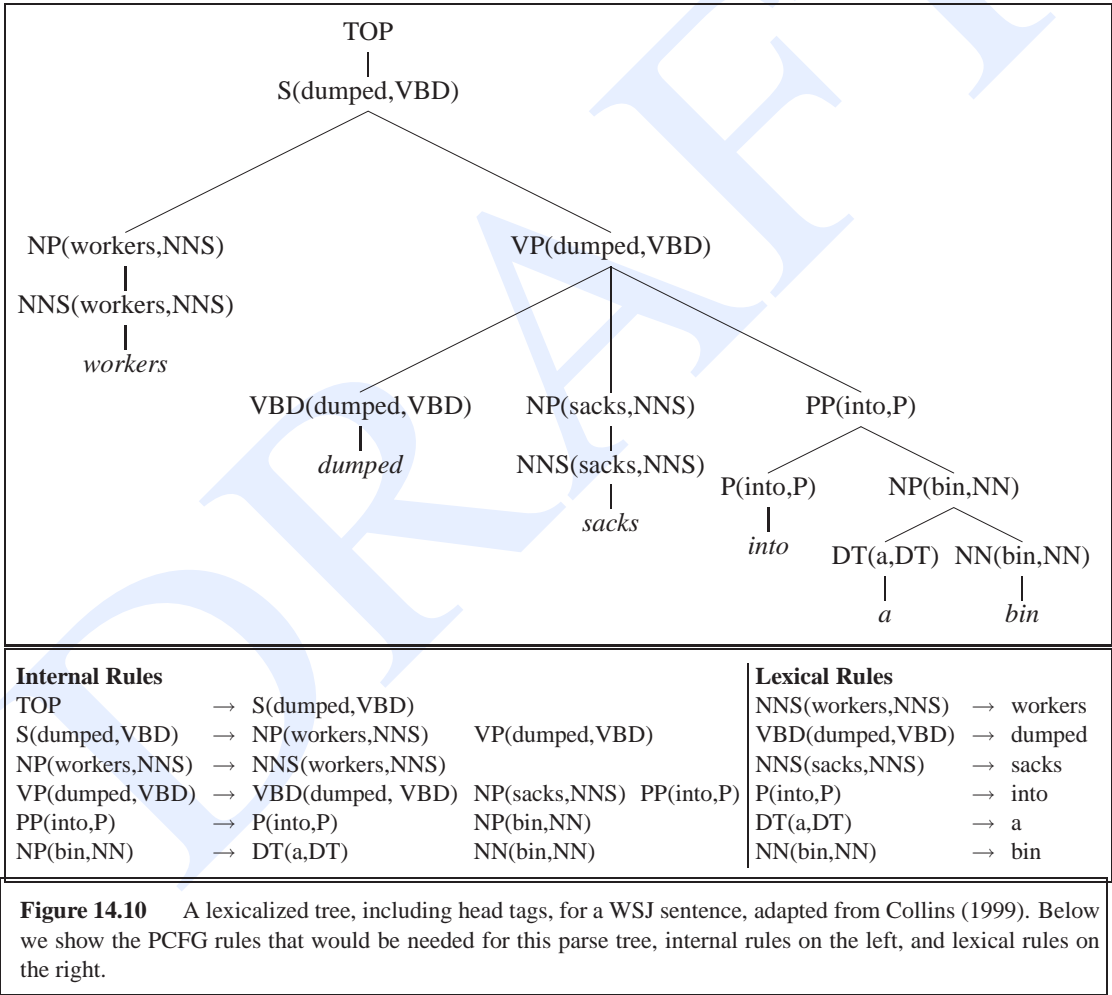 TOP
S(dumped,VBD)
NP(workers,NNS) VP(dumped,VBD)
NNS(workers,NNS)
workers
VBD(dumped,VBD) NP(sacks,NNS) PP(into,P)
dumped NNS(sacks,NNS)
P(into,P) NP(bin,NN)
sacks
into
DT(a,DT) NN(bin,NN)
a bin
DRAFT
Internal Rules
TOP → S(dumped,VBD)
S(dumped,VBD) → NP(workers,NNS) VP(dumped,VBD)
NP(workers,NNS) → NNS(workers,NNS)
VP(dumped,VBD) → VBD(dumped, VBD) NP(sacks,NNS) PP(into,P)
PP(into,P) → P(into,P) NP(bin,NN)
NP(bin,NN) → DT(a,DT) NN(bin,NN)
Lexical Rules
NNS(workers,NNS) → workers
VBD(dumped,VBD) → dumped
NNS(sacks,NNS) → sacks
P(into,P) → into
DT(a,DT) → a
NN(bin,NN) → bin
Figure 14.10 A lexicalized tree, including head tags, for a WSJ sentence, adapted from Collins (1999). Below
we show the PCFG rules that would be needed for this parse tree, internal rules on the left, and lexical rules on
the right.